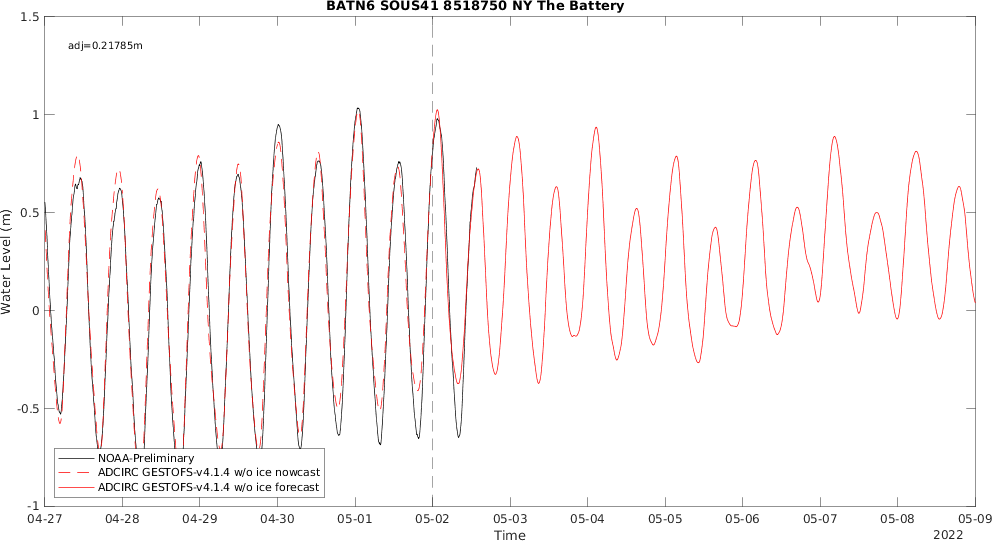 BATN6 SOUS41 8518750 NY The Battery
adj=0.21785m
1.5
1
0.5
0
-0.5
-1
Water Level (m)
NOAA-Preliminary
ADCIRC GESTOFS-v4.1.4 w/o ice nowcast
ADCIRC GESTOFS-v4.1.4 w/o ice forecast
04-27 04-28 04-29 04-30 05-01 05-02 05-03 05-04 05-05 05-06 05-07 05-08 05-09
Time
2022